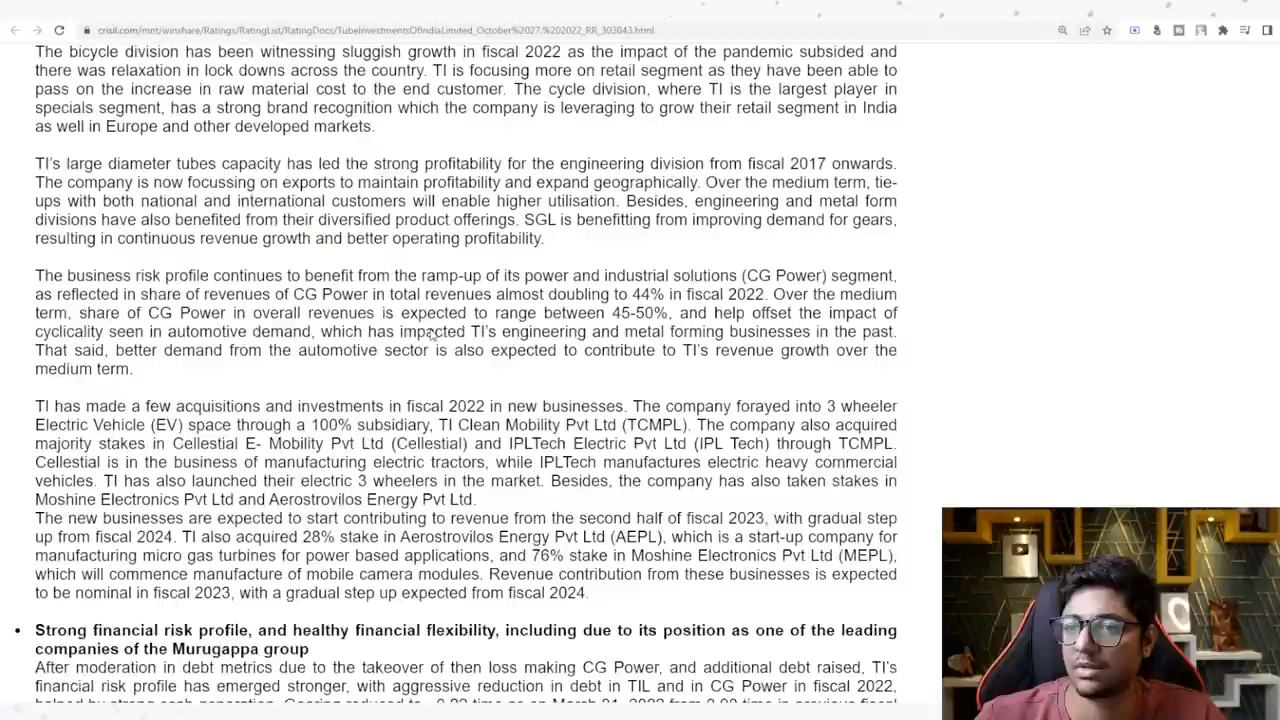 crisil.com/mnt/winshare/Ratings/RatingList/RatingDocs/TubeInvestmentsOfIndiaLimited_October%2027,%202022_RR_303043.html
The bicycle division has been witnessing sluggish growth in fiscal 2022 as the impact of the pandemic subsided and
there was relaxation in lock downs across the country. TI is focusing more on retail segment as they have been able to
pass on the increase in raw material cost to the end customer. The cycle division, where TI is the largest player in
specials segment, has a strong brand recognition which the company is leveraging to grow their retail segment in India
as well in Europe and other developed markets.
TI's large diameter tubes capacity has led the strong profitability for the engineering division from fiscal 2017 onwards.
The company is now focussing on exports to maintain profitability and expand geographically. Over the medium term, tie-
ups with both national and international customers will enable higher utilisation. Besides, engineering and metal form
divisions have also benefited from their diversified product offerings. SGL is benefitting from improving demand for gears,
resulting in continuous revenue growth and better operating profitability.
The business risk profile continues to benefit from the ramp-up of its power and industrial solutions (CG Power) segment,
as reflected in share of revenues of CG Power in total revenues almost doubling to 44% in fiscal 2022. Over the medium
term, share of CG Power in overall revenues is expected to range between 45-50%, and help offset the impact of
cyclicality seen in automotive demand, which has impacted TI's engineering and metal forming businesses in the past.
That said, better demand from the automotive sector is also expected to contribute to TI's revenue growth over the
medium term.
TI has made a few acquisitions and investments in fiscal 2022 in new businesses. The company forayed into 3 wheeler
Electric Vehicle (EV) space through a 100% subsidiary, TI Clean Mobility Pvt Ltd (TCMPL). The company also acquired
majority stakes in Cellestial E- Mobility Pvt Ltd (Cellestial) and IPLTech Electric Pvt Ltd (IPL Tech) through TCMPL.
Cellestial is in the business of manufacturing electric tractors, while IPLTech manufactures electric heavy commercial
vehicles. TI has also launched their electric 3 wheelers in the market. Besides, the company has also taken stakes in
Moshine Electronics Pvt Ltd and Aerostrovilos Energy Pvt Ltd.
The new businesses are expected to start contributing to revenue from the second half of fiscal 2023, with gradual step
up from fiscal 2024. TI also acquired 28% stake in Aerostrovilos Energy Pvt Ltd (AEPL), which is a start-up company for
manufacturing micro gas turbines for power based applications, and 76% stake in Moshine Electronics Pvt Ltd (MEPL),
which will commence manufacture of mobile camera modules. Revenue contribution from these businesses is expected
to be nominal in fiscal 2023, with a gradual step up expected from fiscal 2024.
• Strong financial risk profile, and healthy financial flexibility, including due to its position as one of the leading
companies of the Murugappa group
After moderation in debt metrics due to the takeover of then loss making CG Power, and additional debt raised, TI's
financial risk profile has emerged stronger, with aggressive reduction in debt in TIL and in CG Power in fiscal 2022,